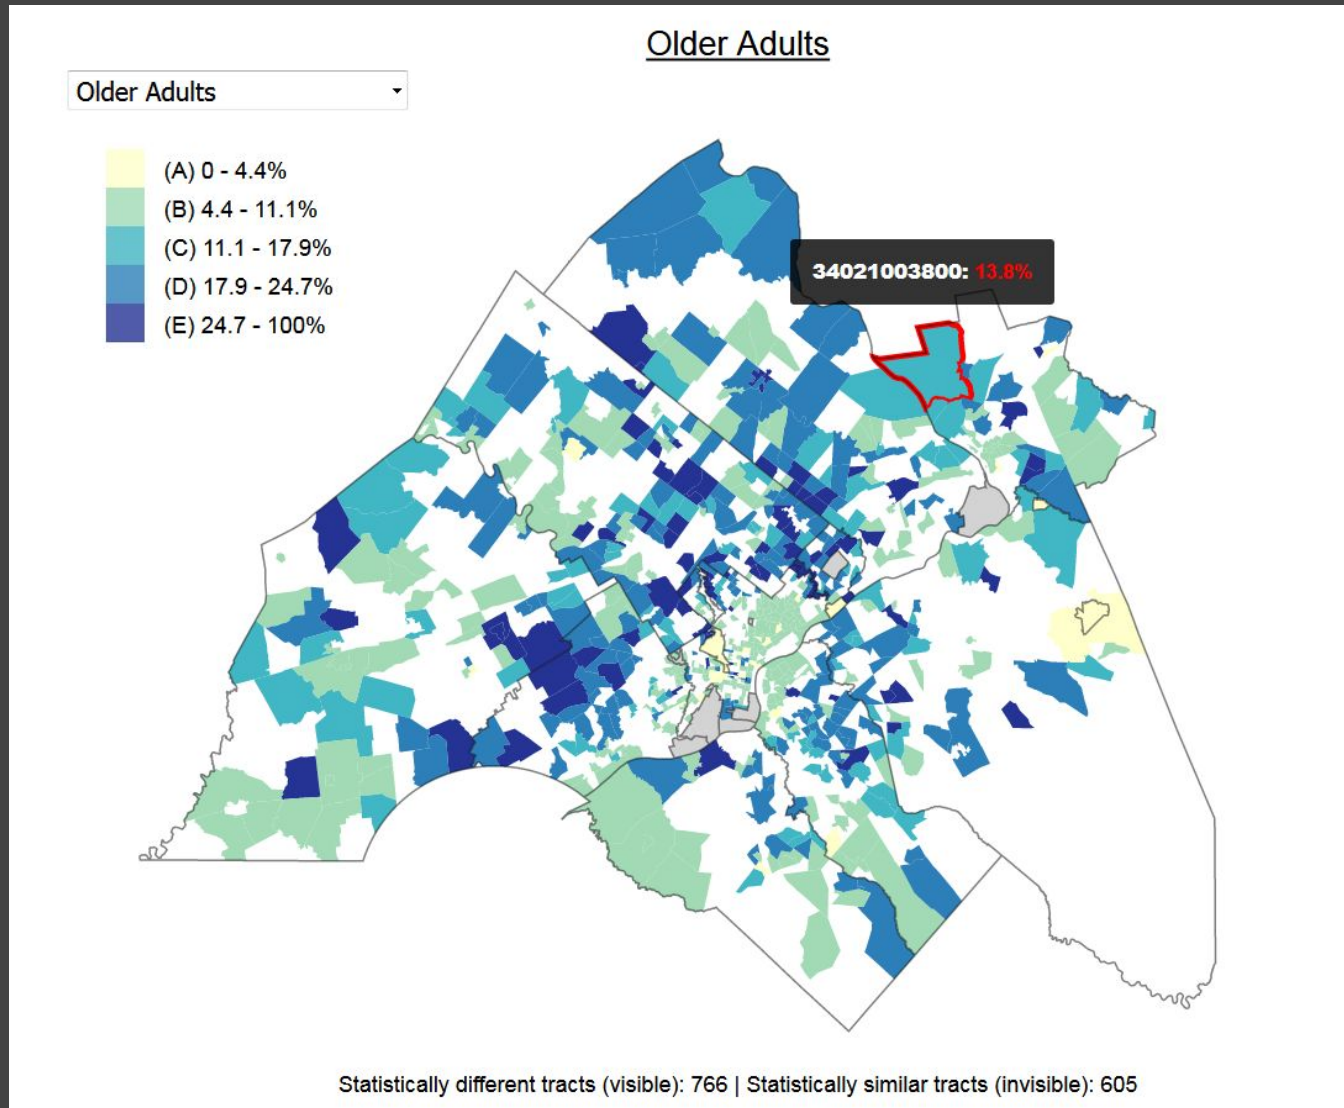 Older Adults
Older Adults
(A) 0 - 4.4%
(B) 4.4 - 11.1%
(C) 11.1 - 17.9%
(D) 17.9 - 24.7%
(E) 24.7 - 100%
34021003800: 13.8%
Statistically different tracts (visible): 766 | Statistically similar tracts (invisible): 605